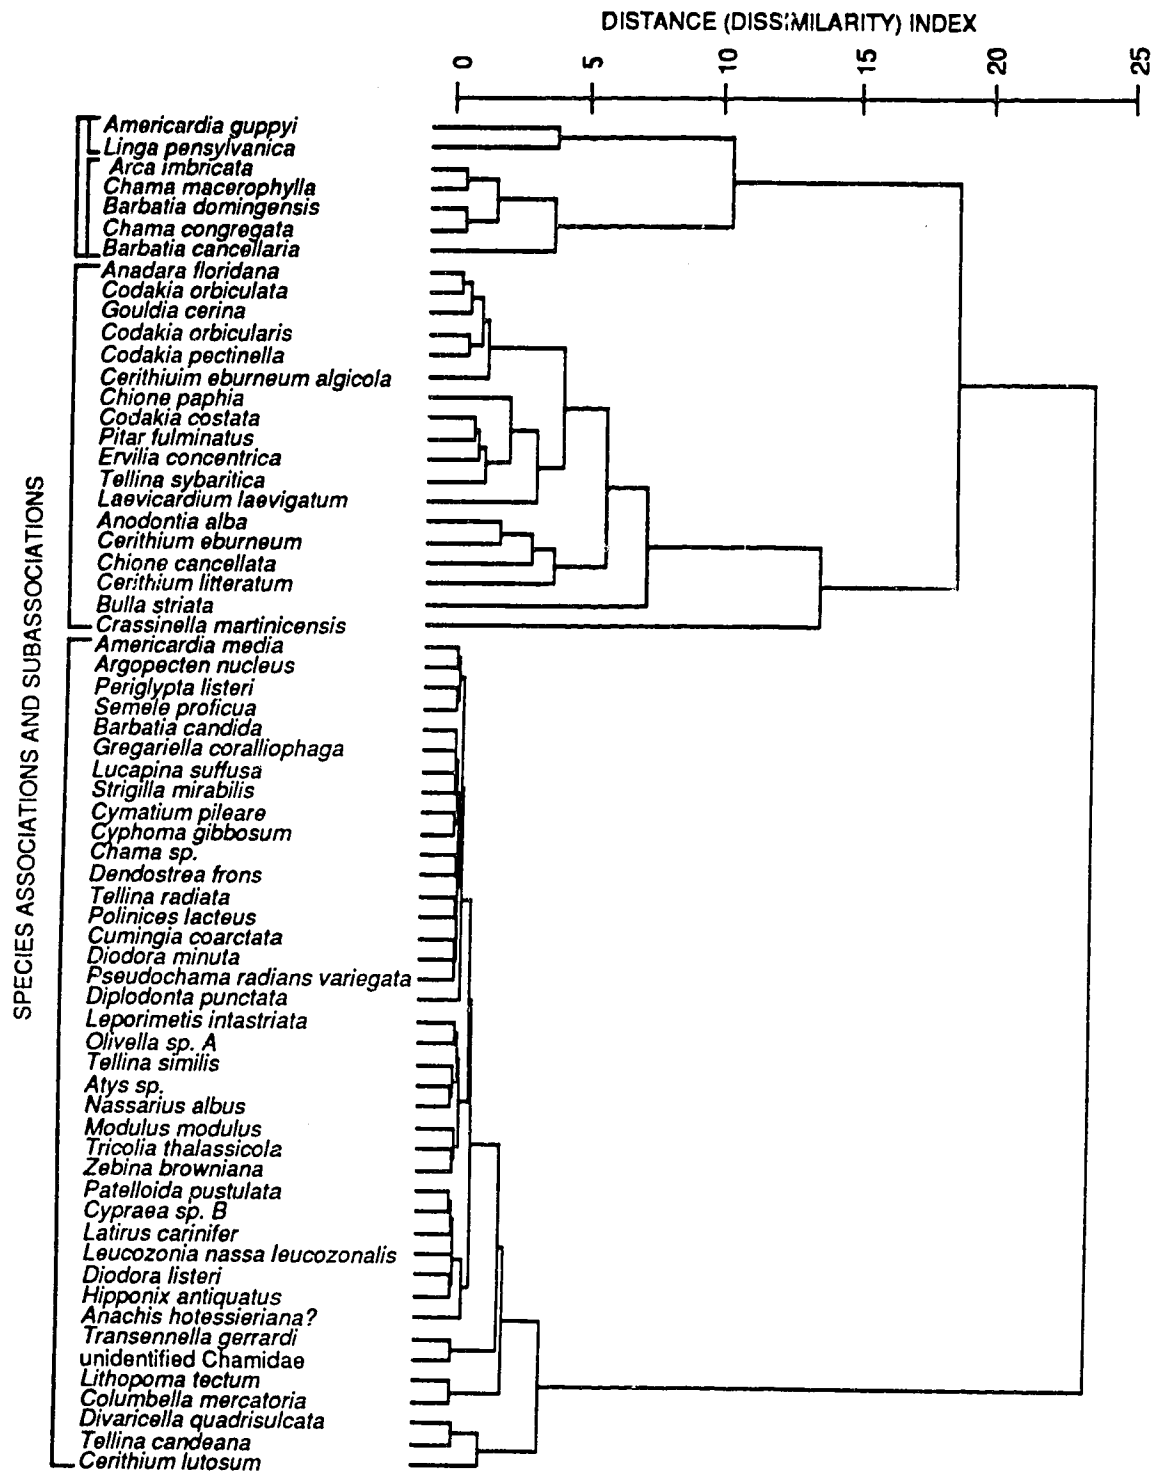 DISTANCE (DISSIMILARITY) INDEX
0 5 10 15 20 25
SPECIES ASSOCIATIONS AND SUBASSOCIATIONS
Americardia guppyi
Linga pensylvanica
Arca imbricata
Chama macerophylla
Barbatia domingensis
Chama congregata
Barbatia cancellaria
Anadara floridana
Codakia orbiculata
Gouldia cerina
Codakia orbicularis
Codakia pectinella
Cerithiuim eburneum algicola
Chione paphia
Codakia costata
Pitar fulminatus
Ervilia concentrica
Tellina sybaritica
Laevicardium laevigatum
Anodontia alba
Cerithium eburneum
Chione cancellata
Cerithium litteratum
Bulla striata
Crassinella martinicensis
Americardia media
Argopecten nucleus
Periglypta listeri
Semele proficua
Barbatia candida
Gregariella coralliophaga
Lucapina suffusa
Strigilla mirabilis
Cymatium pileare
Cyphoma gibbosum
Chama sp.
Dendostrea frons
Tellina radiata
Polinices lacteus
Cumingia coarctata
Diodora minuta
Pseudochama radians variegata
Diplodonta punctata
Leporimetis intastriata
Olivella sp. A
Tellina similis
Atys sp.
Nassarius albus
Modulus modulus
Tricolia thalassicola
Zebina browniana
Patelloida pustulata
Cypraea sp. B
Latirus carinifer
Leucozonia nassa leucozonalis
Diodora listeri
Hipponix antiquatus
Anachis hotessieriana?
Transennella gerrardi
unidentified Chamidae
Lithopoma tectum
Columbella mercatoria
Divaricella quadrisulcata
Tellina candeana
Cerithium lutosum